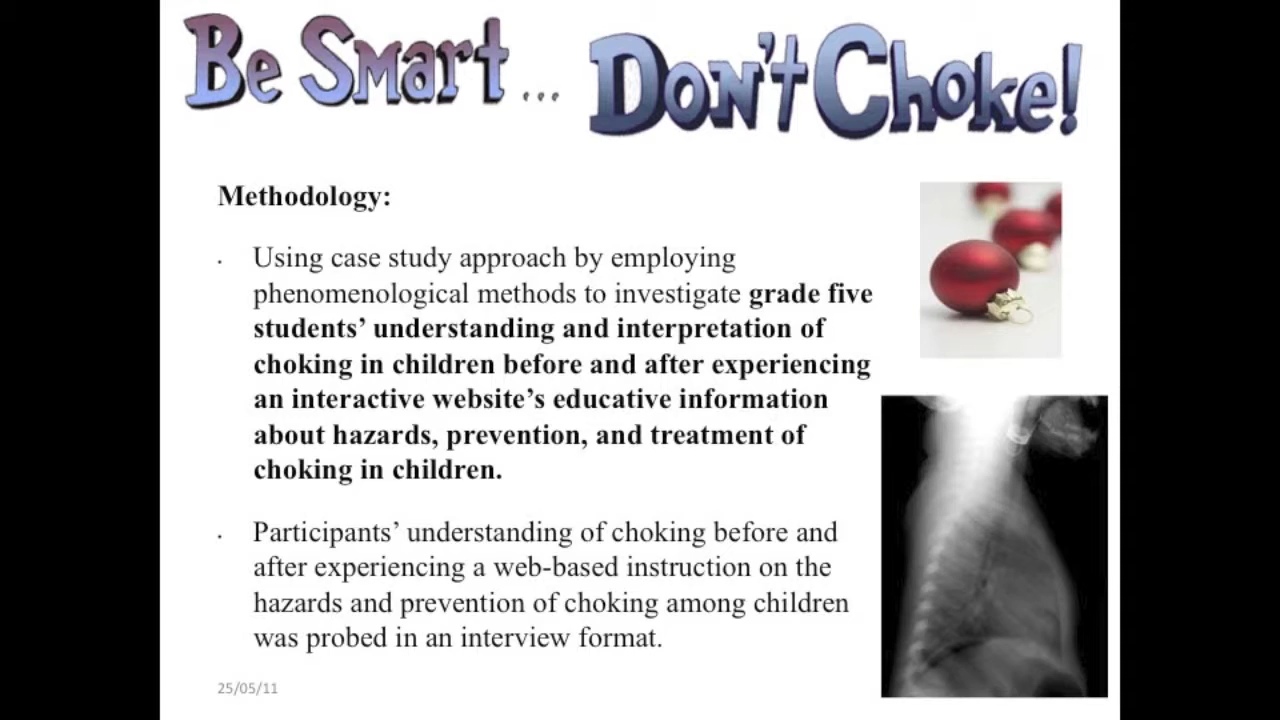 Be Smart ... Don't Choke!
Methodology:
· Using case study approach by employing
phenomenological methods to investigate grade five
students’ understanding and interpretation of
choking in children before and after experiencing
an interactive website’s educative information
about hazards, prevention, and treatment of
choking in children.
· Participants’ understanding of choking before and
after experiencing a web-based instruction on the
hazards and prevention of choking among children
was probed in an interview format.
25/05/11